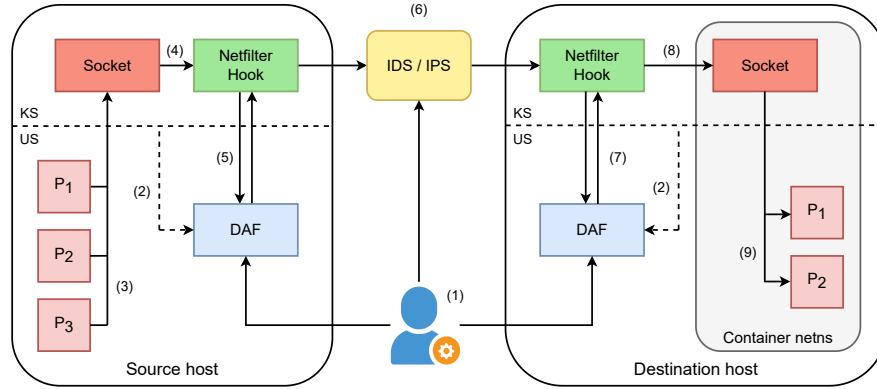 (6)
(4)
(8)
Socket
Netfilter
Hook
IDS / IPS
Netfilter
Hook
Socket
KS
US
KS
US
(5)
(7)
P1
(2)
(2)
P1
DAF
DAF
P2
(9)
P2
(3)
(1)
P3
Container netns
Source host
Destination host